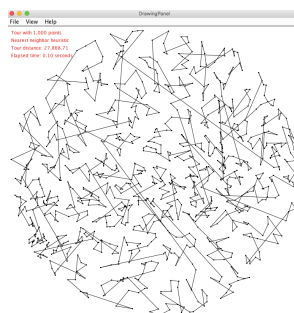 DrawingPanel
File View Help
Tour with 1,000 points
Nearest neighbor heuristic
Tour distance: 27,868.71
Elapsed time: 0.10 seconds